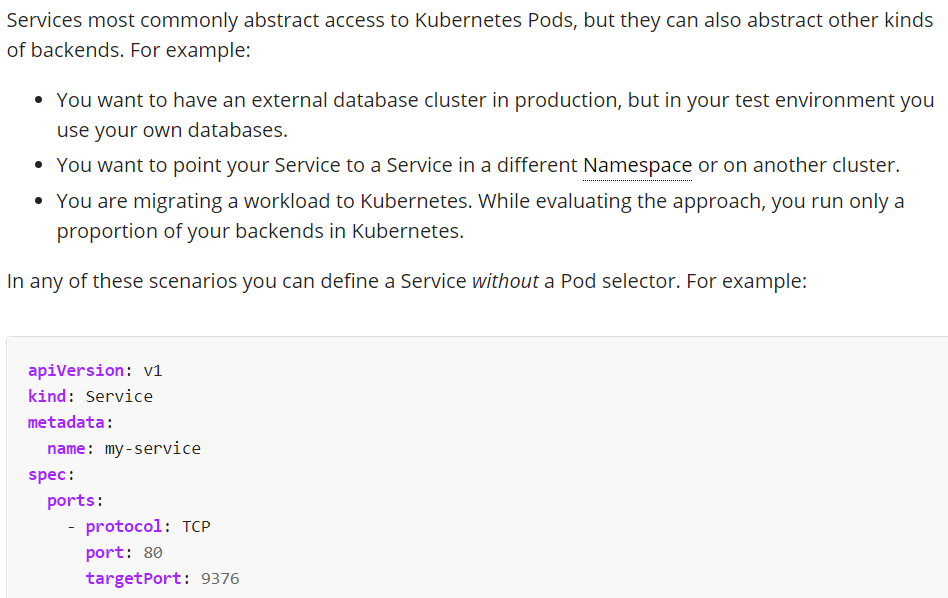 Services most commonly abstract access to Kubernetes Pods, but they can also abstract other kinds
of backends. For example:
• You want to have an external database cluster in production, but in your test environment you
use your own databases.
• You want to point your Service to a Service in a different Namespace or on another cluster.
• You are migrating a workload to Kubernetes. While evaluating the approach, you run only a
proportion of your backends in Kubernetes.
In any of these scenarios you can define a Service without a Pod selector. For example:
apiVersion: v1
kind: Service
metadata:
  name: my-service
spec:
  ports:
    - protocol: TCP
      port: 80
      targetPort: 9376